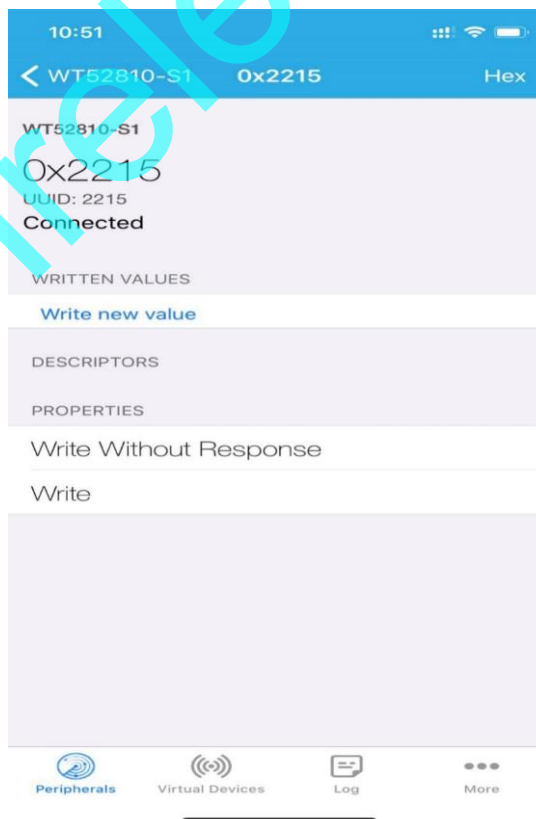 10:51
WT52810-S1 0x2215 Hex
WT52810-S1
0x2215
UUID: 2215
Connected
WRITTEN VALUES
Write new value
DESCRIPTORS
PROPERTIES
Write Without Response
Write
Peripherals Virtual Devices Log More